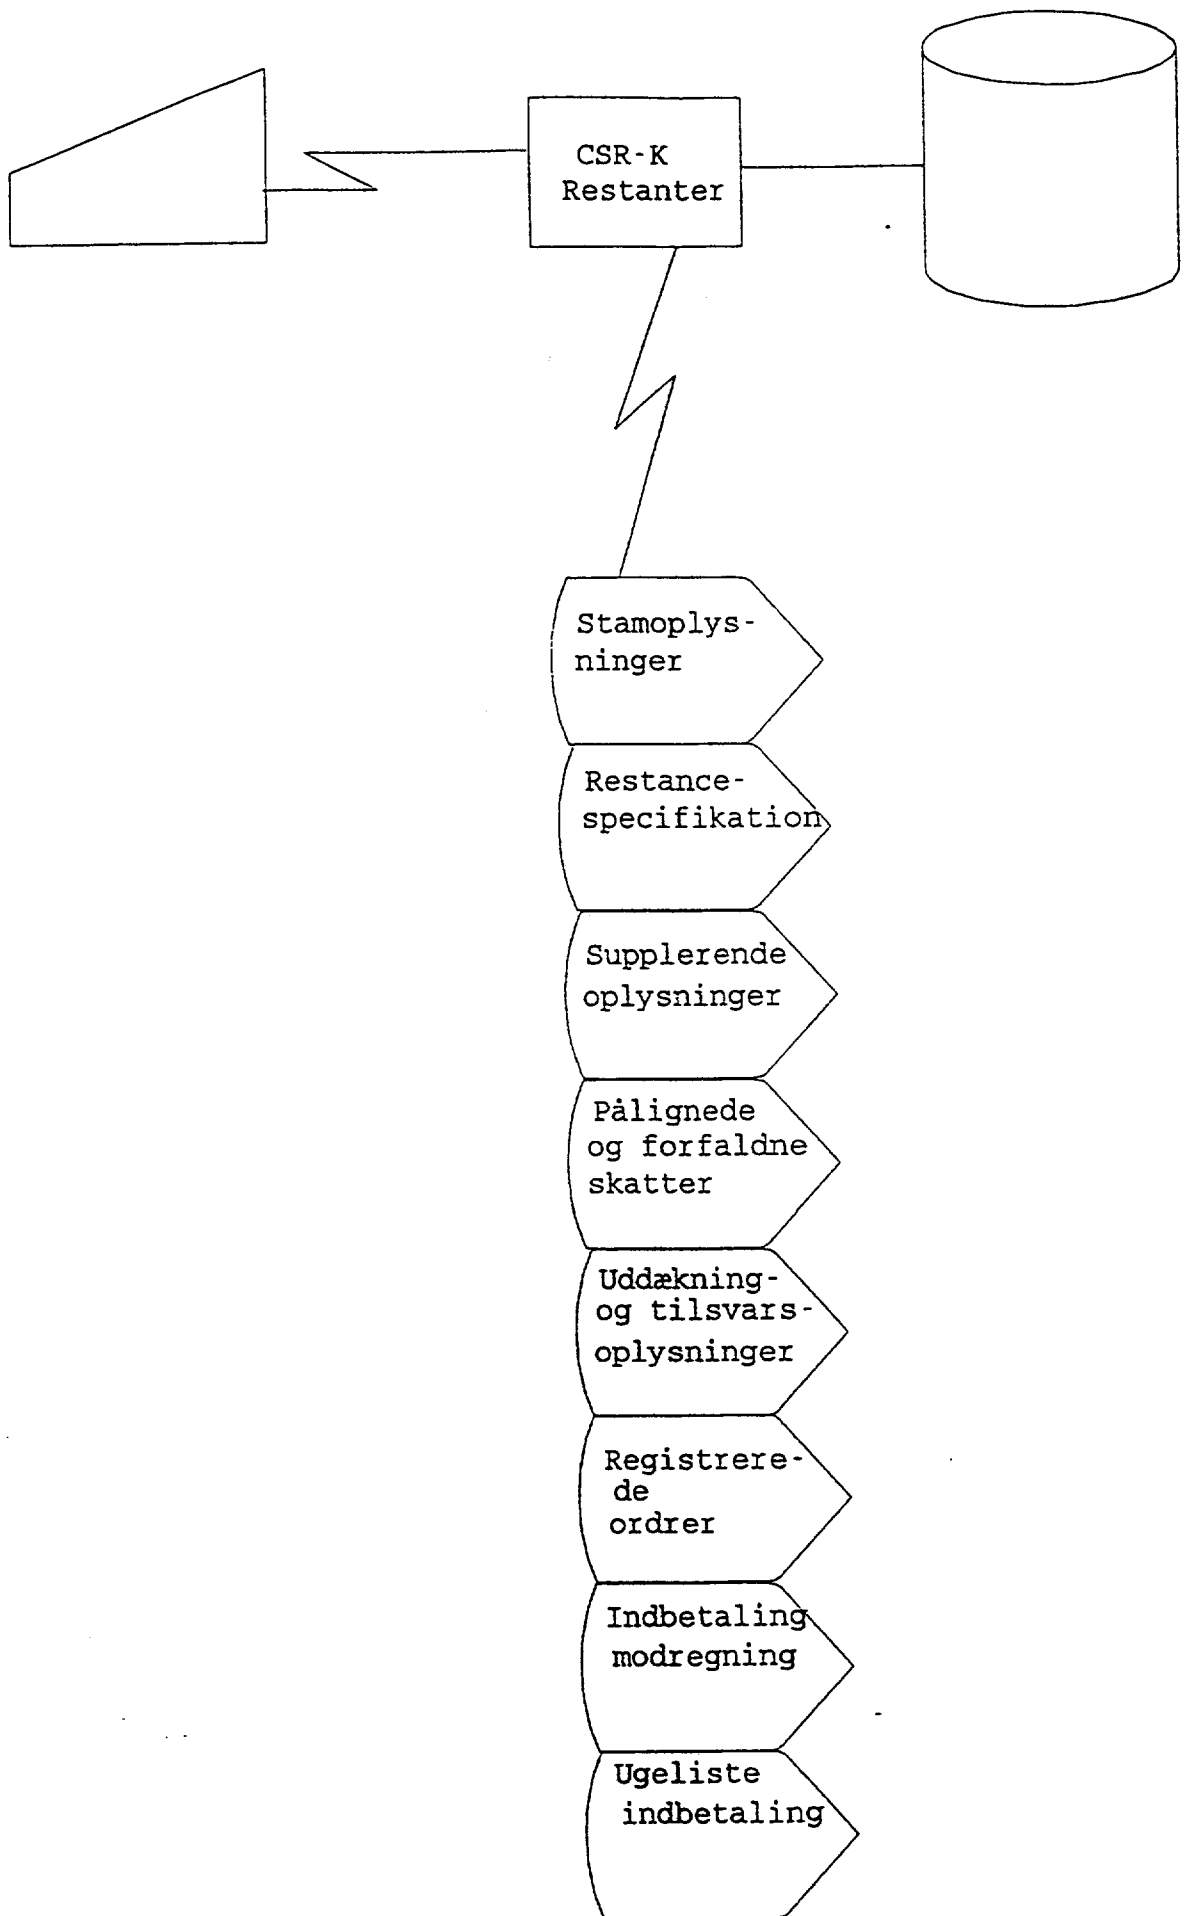 CSR-K
Restanter
Stamoplys-
ninger
Restance-
specifikation
Supplerende
oplysninger
Pålignede
og forfaldne
skatter
Uddækning-
og tilsvars-
oplysninger
Registrere-
de
ordrer
Indbetaling
modregning
Ugeliste
indbetaling